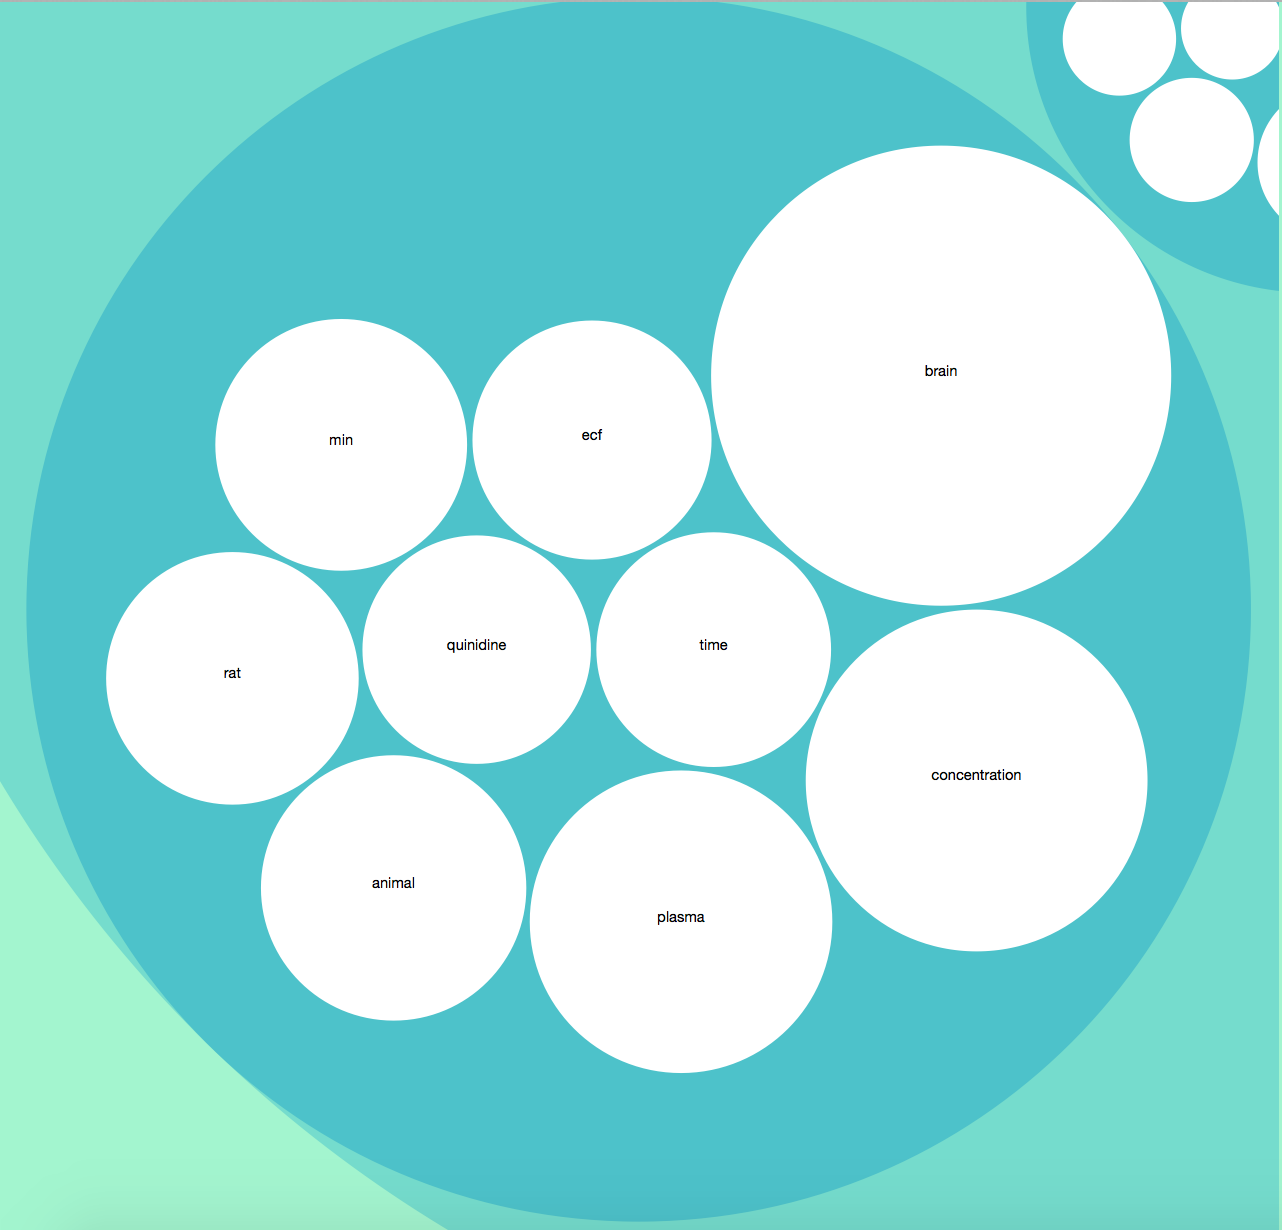 brain
ecf
min
quinidine
time
rat
concentration
animal
plasma